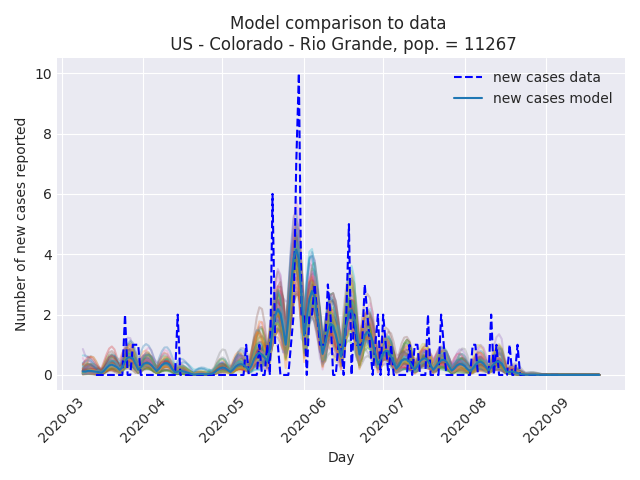 Model comparison to data
US - Colorado - Rio Grande, pop. = 11267
new cases data
new cases model
Number of new cases reported
10
8
6
4
2
0
2020-03
2020-04
2020-05
2020-06
2020-07
2020-08
2020-09
Day